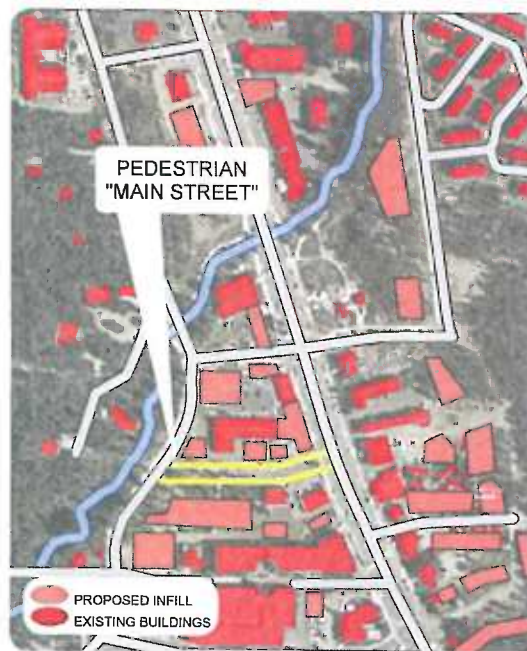 PEDESTRIAN
"MAIN STREET"
PROPOSED INFILL
EXISTING BUILDINGS